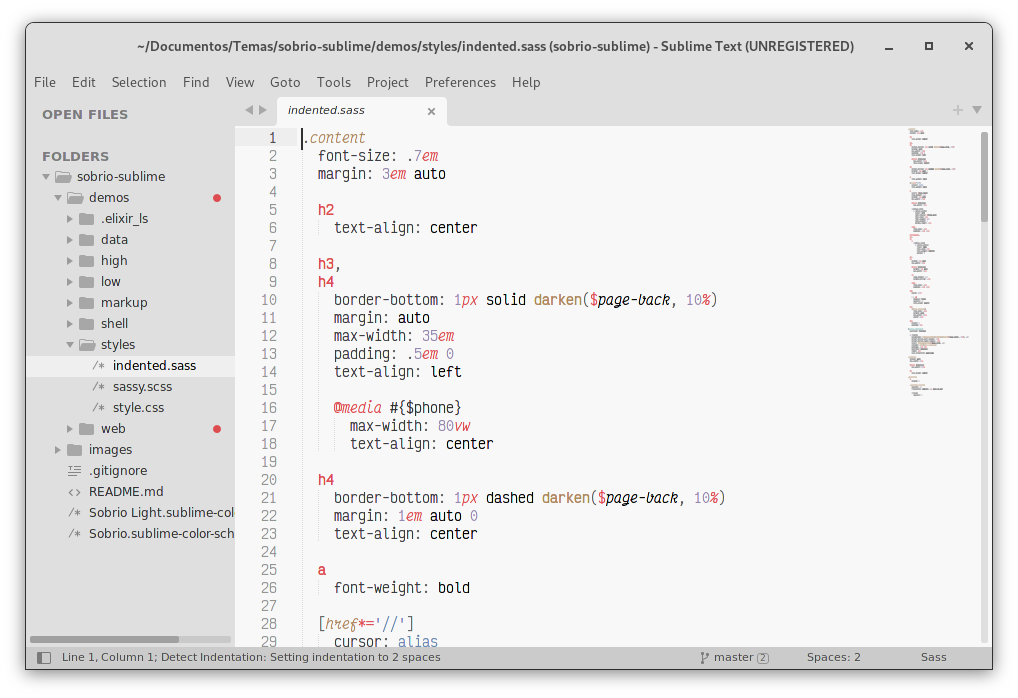 ~/Documentos/Temas/sobrio-sublime/demos/styles/indented.sass (sobrio-sublime) - Sublime Text (UNREGISTERED)
File Edit Selection Find View Goto Tools Project Preferences Help
OPEN FILES
FOLDERS
sobrio-sublime
demos
.elixir_ls
data
high
low
markup
shell
styles
/* indented.sass
/* sassy.scss
/* style.css
web
images
.gitignore
<> README.md
/* Sobrio Light.sublime-col
/* Sobrio.sublime-color-sch
indented.sass
1 .content
2 font-size: .7em
3 margin: 3em auto
4
5 h2
6 text-align: center
7
8 h3,
9 h4
10 border-bottom: 1px solid darken($page-back, 10%)
11 margin: auto
12 max-width: 35em
13 padding: .5em 0
14 text-align: left
15
16 @media #{$phone}
17 max-width: 80vw
18 text-align: center
19
20 h4
21 border-bottom: 1px dashed darken($page-back, 10%)
22 margin: 1em auto 0
23 text-align: center
24
25 a
26 font-weight: bold
27
28 [href*='//']
29 cursor: alias
Line 1, Column 1; Detect Indentation: Setting indentation to 2 spaces
master 2
Spaces: 2
Sass